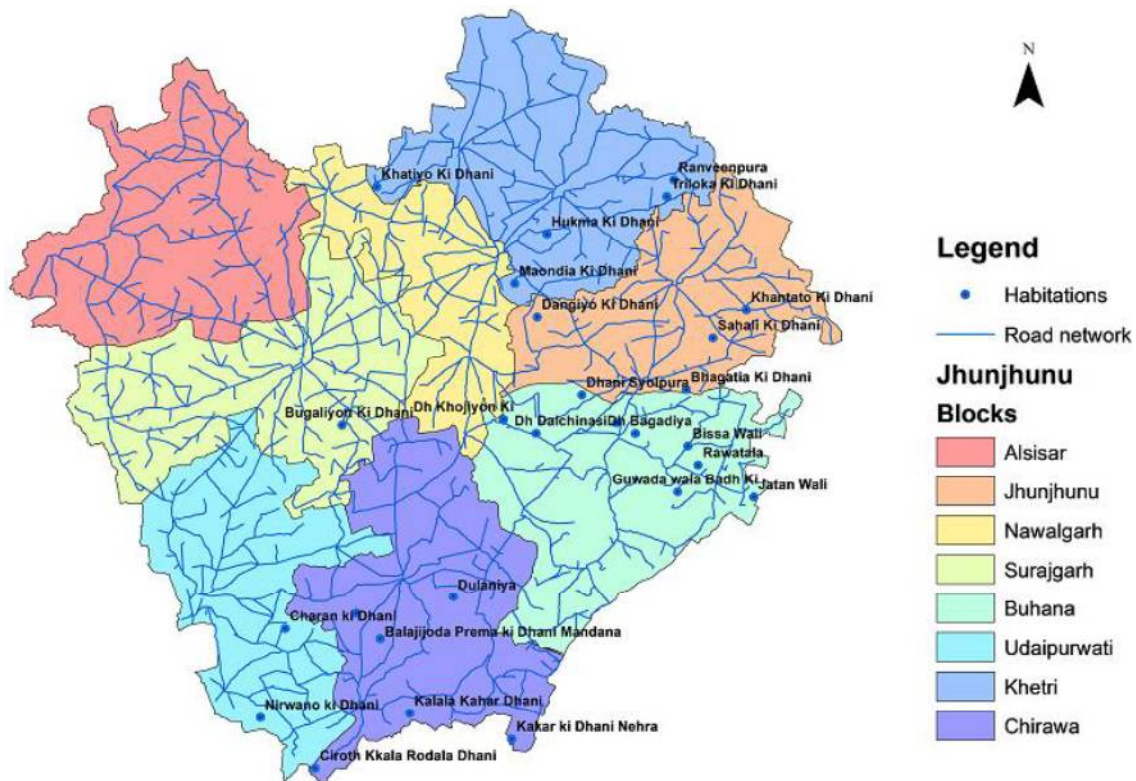 N
Khatiyo Ki Dhani
Ranveenpura
Triloka Ki Dhani
Hukma Ki Dhani
Maondia Ki Dhani
Dangiyo Ki Dhani
Khantato Ki Dhani
Sahali Ki Dhani
Bhagatia Ki Dhani
Dhani Syolpura
Bugaliyon Ki Dhani
Dh Khojiyon Ki
Dh Dalchinasi
Dh Bagadiya
Bissa Wali
Rawatala
Guwada wala Badh Ki
Jatan Wali
Dulaniya
Charan ki Dhani
Balajijoda Prema ki Dhani Mandana
Nirwano ki Dhani
Kalala Kahar Dhani
Kakar ki Dhani Nehra
Ciroth Kkala Rodala Dhani
Legend
Habitations
Road network
Jhunjhunu
Blocks
Alsisar
Jhunjhunu
Nawalgarh
Surajgarh
Buhana
Udaipurwati
Khetri
Chirawa